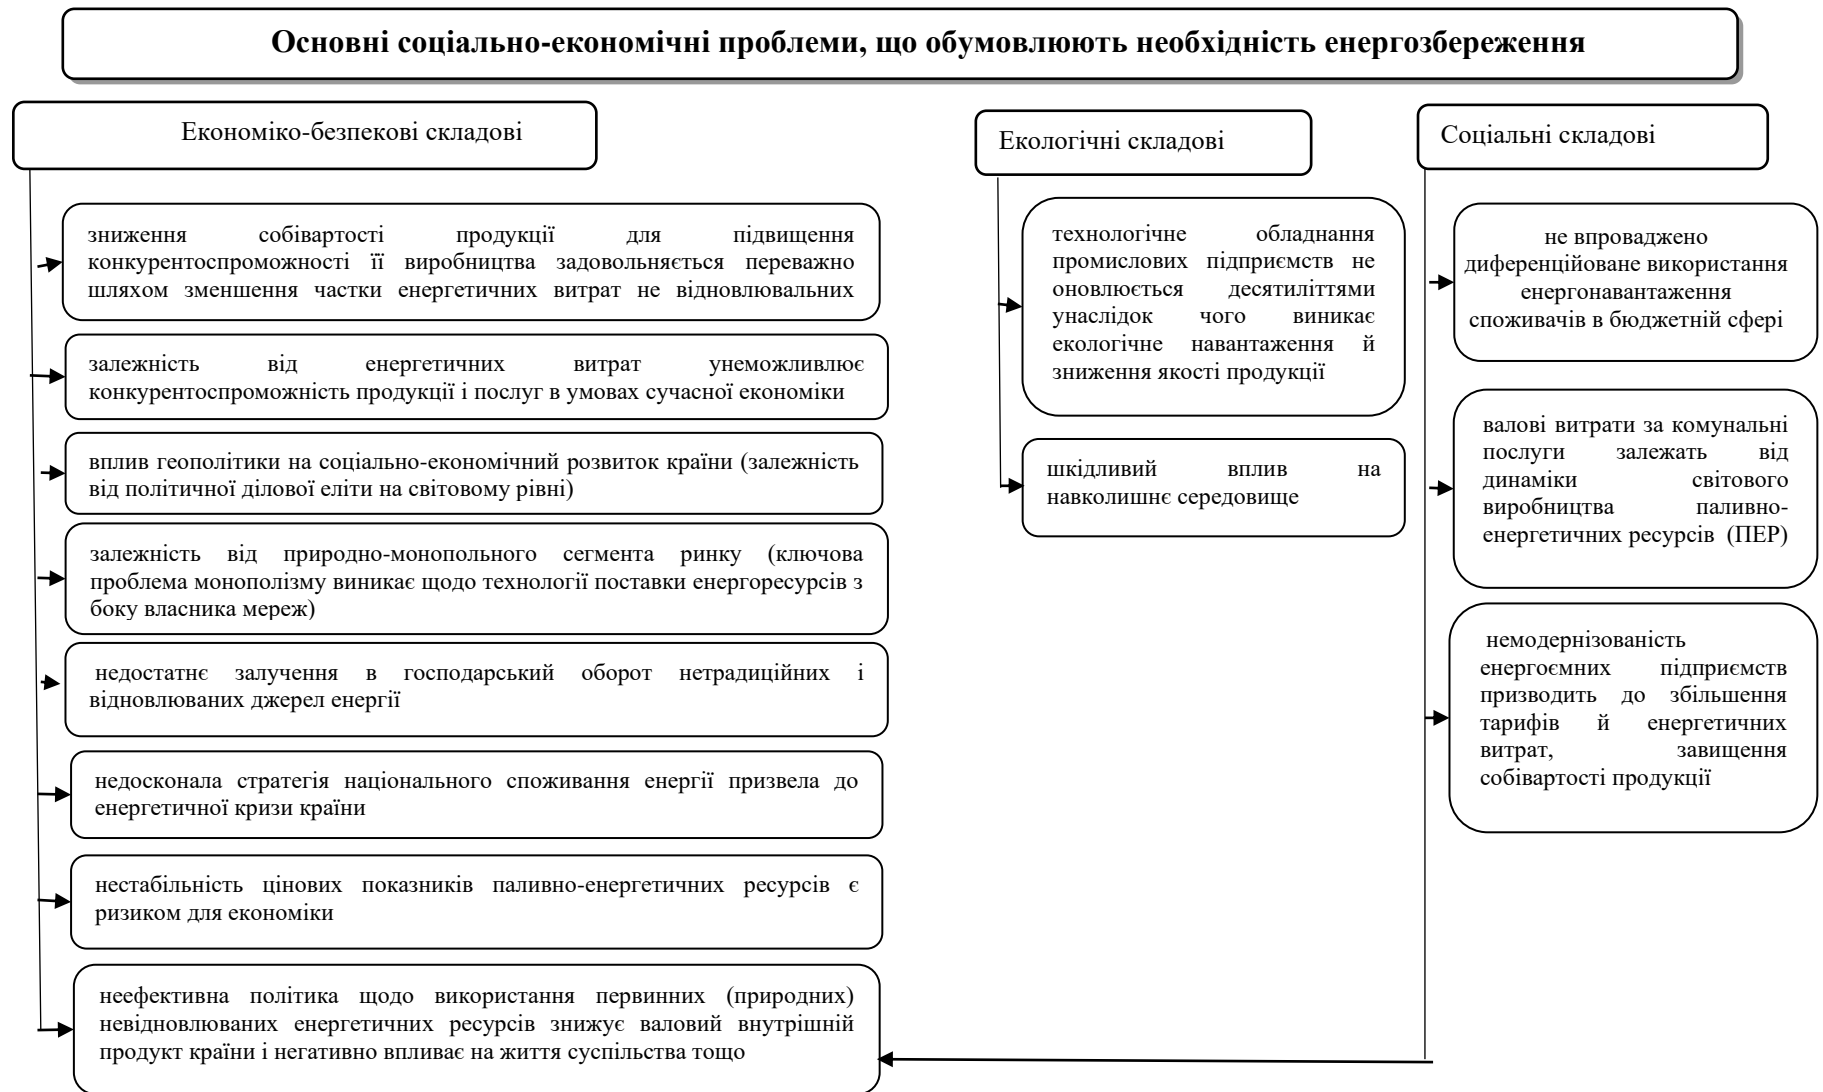 Основні соціально-економічні проблеми, що обумовлюють необхідність енергозбереження
Економіко-безпекові складові
зниження собівартості продукції для підвищення
конкурентоспроможності її виробництва задовольняється переважно
шляхом зменшення частки енергетичних витрат не відновлювальних
залежність від енергетичних витрат унеможливлює
конкурентоспроможність продукції і послуг в умовах сучасної економіки
вплив геополітики на соціально-економічний розвиток країни (залежність
від політичної ділової еліти на світовому рівні)
залежність від природно-монопольного сегмента ринку (ключова
проблема монополізму виникає щодо технології поставки енергоресурсів з
боку власника мереж)
недостатнє залучення в господарський оборот нетрадиційних і
відновлюваних джерел енергії
недосконала стратегія національного споживання енергії призвела до
енергетичної кризи країни
нестабільність цінових показників паливно-енергетичних ресурсів є
ризиком для економіки
неефективна політика щодо використання первинних (природних)
невідновлюваних енергетичних ресурсів знижує валовий внутрішній
продукт країни і негативно впливає на життя суспільства тощо
Екологічні складові
технологічне обладнання
промислових підприємств не
оновлюється десятиліттями
унаслідок чого виникає
екологічне навантаження й
зниження якості продукції
шкідливий вплив на
навколишнє середовище
Соціальні складові
не впроваджено
диференційоване використання
енергонавантаження
споживачів в бюджетній сфері
валові витрати за комунальні
послуги залежать від
динаміки світового
виробництва паливно-
енергетичних ресурсів (ПЕР)
немодернізованість
енергоємних підприємств
призводить до збільшення
тарифів й енергетичних
витрат, завищення
собівартості продукції